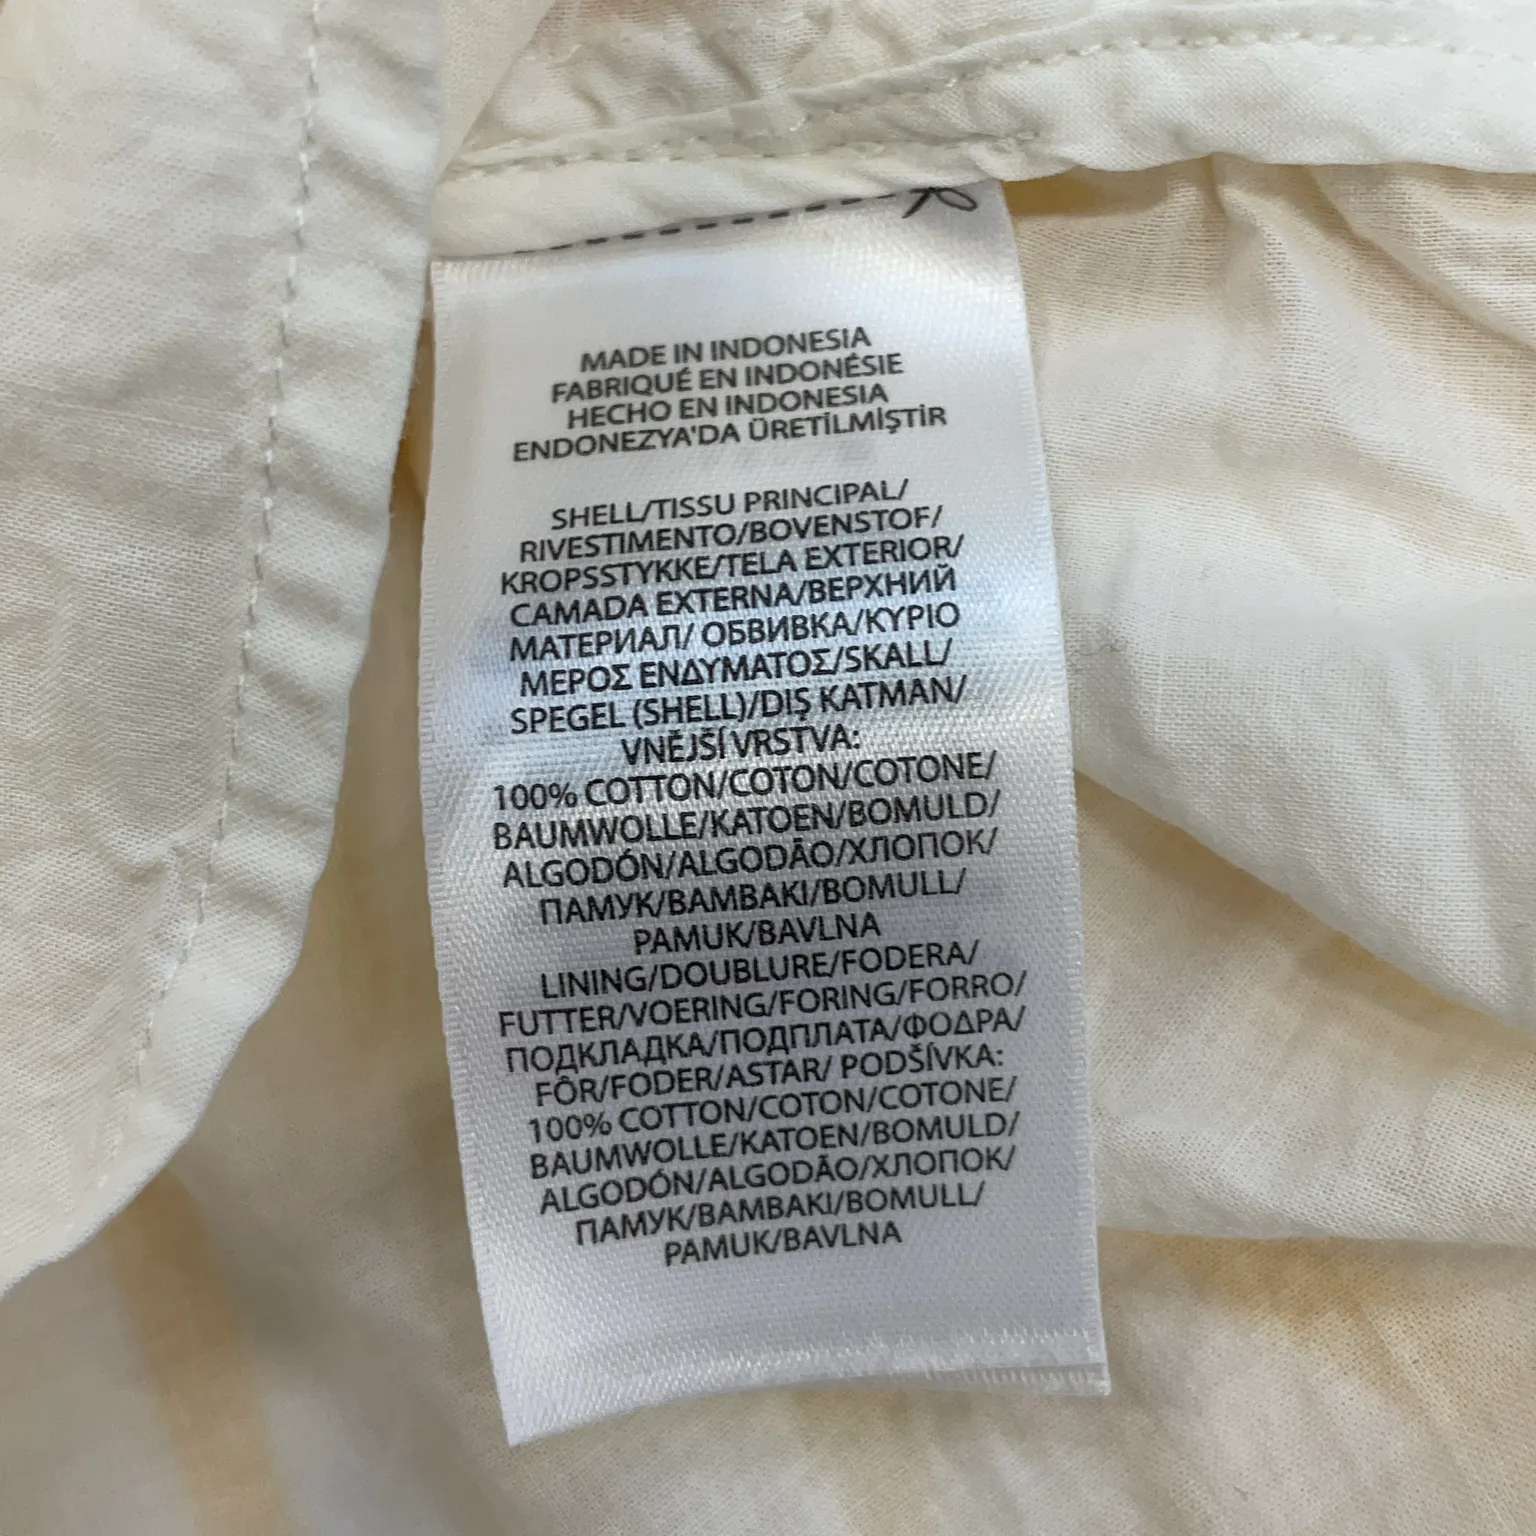 MADE IN INDONESIA
FABRIQUÉ EN INDONÉSIE
HECHO EN INDONESIA
ENDONEZYA'DA ÜRETİLMİŞTİR
SHELL/TISSU PRINCIPAL/
RIVESTIMENTO/BOVENSTOF/
KROPSSTYKKE/TELA EXTERIOR/
CAMADA EXTERNA/ВЕРХНИЙ
МАТЕРИАЛ/ ОБВИВКА/ΚΥΡΙΟ
ΜΕΡΟΣ ΕΝΔΥΜΑΤΟΣ/SKALL/
SPEGEL (SHELL)/DIŞ KATMAN/
VNĚJŠÍ VRSTVA:
100% COTTON/COTON/COTONE/
BAUMWOLLE/KATOEN/BOMULD/
ALGODÓN/ALGODÃO/ХЛОПОК/
ПАМУК/ΒΑΜΒΑΚΙ/BOMULL/
PAMUK/BAVLNA
LINING/DOUBLURE/FODERA/
FUTTER/VOERING/FORING/FORRO/
ПОДКЛАДКА/ПОДПЛАТА/ΦΟΔΡΑ/
FÔR/FODER/ASTAR/ PODŠÍVKA:
100% COTTON/COTON/COTONE/
BAUMWOLLE/KATOEN/BOMULD/
ALGODÓN/ALGODÃO/ХЛОПОК/
ПАМУК/ΒΑΜΒΑΚΙ/BOMULL/
PAMUK/BAVLNA